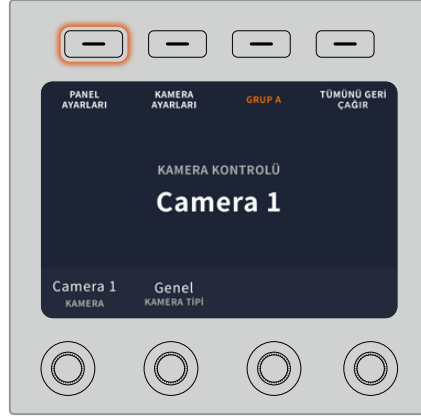 PANEL
AYARLARI
KAMERA
AYARLARI
GRUP A
TÜMÜNÜ GERİ
ÇAĞIR
KAMERA KONTROLÜ
Camera 1
Camera 1
KAMERA
Genel
KAMERA TİPİ